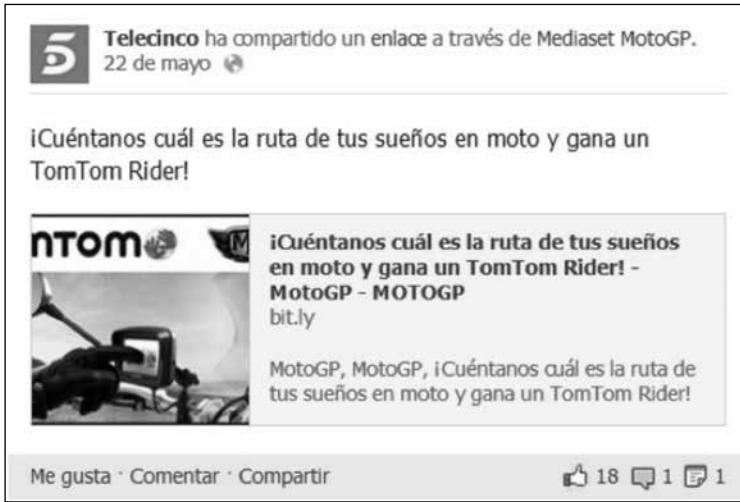 5
Telecinco ha compartido un enlace a través de Mediaset MotoGP.
22 de mayo
¡Cuéntanos cuál es la ruta de tus sueños en moto y gana un
TomTom Rider!
ntom
M
¡Cuéntanos cuál es la ruta de tus sueños
en moto y gana un TomTom Rider! -
MotoGP - MOTOGP
bit.ly
MotoGP, MotoGP, ¡Cuéntanos cuál es la ruta de
tus sueños en moto y gana un TomTom Rider!
Me gusta · Comentar · Compartir 18 1 1